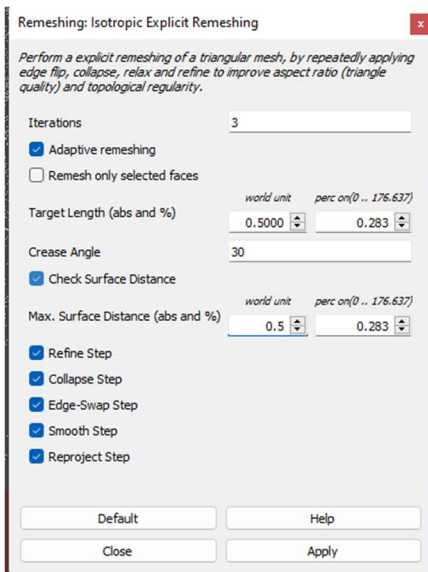 Remeshing: Isotropic Explicit Remeshing
x
Perform a explicit remeshing of a triangular mesh, by repeatedly applying
edge flip, collapse, relax and refine to improve aspect ratio (triangle
quality) and topological regularity.
Iterations 3
Adaptive remeshing
Remesh only selected faces
world unit perc on(0 .. 176.637)
Target Length (abs and %) 0.5000 0.283
Crease Angle 30
Check Surface Distance
world unit perc on(0 .. 176.637)
Max. Surface Distance (abs and %) 0.5 0.283
Refine Step
Collapse Step
Edge-Swap Step
Smooth Step
Reproject Step
Default Help
Close Apply